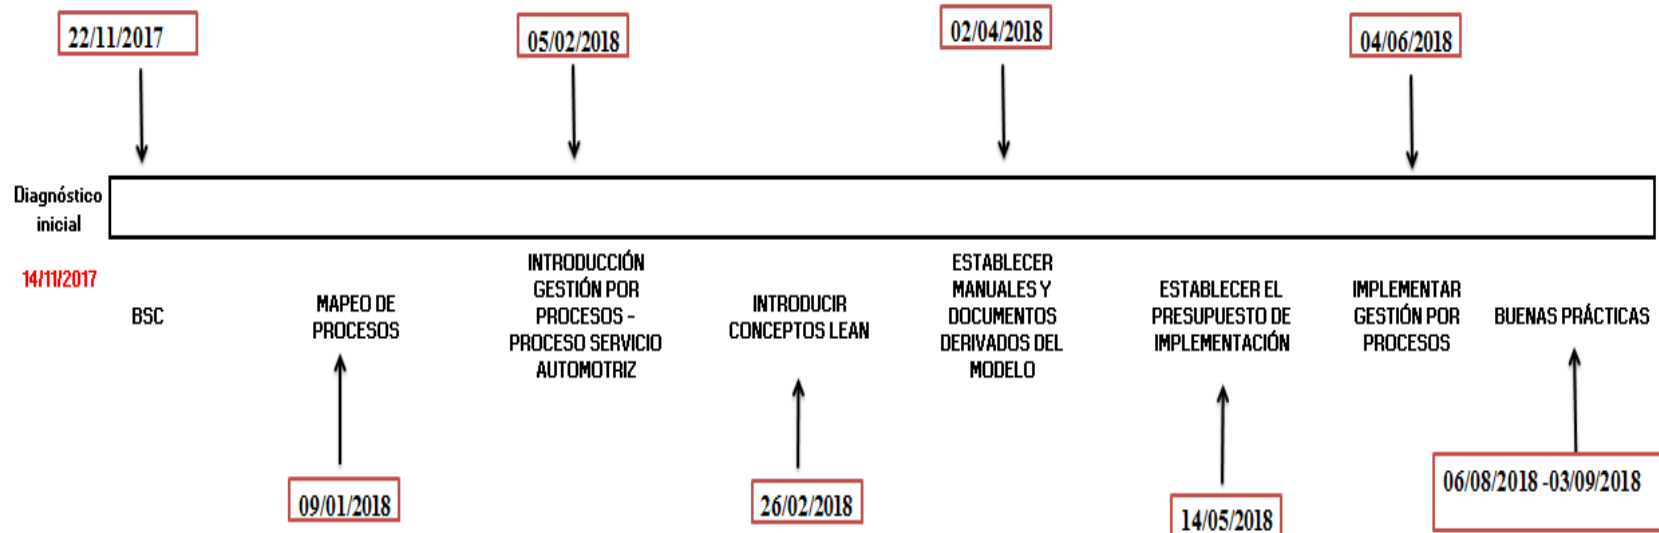 22/11/2017
05/02/2018
02/04/2018
04/06/2018
Diagnóstico
inicial
14/11/2017
BSC
MAPEO DE
PROCESOS
INTRODUCCIÓN
GESTIÓN POR
PROCESOS -
PROCESO SERVICIO
AUTOMOTRIZ
INTRODUCIR
CONCEPTOS LEAN
ESTABLECER
MANUALES Y
DOCUMENTOS
DERIVADOS DEL
MODELO
ESTABLECER EL
PRESUPUESTO DE
IMPLEMENTACIÓN
IMPLEMENTAR
GESTIÓN POR
PROCESOS
BUENAS PRÁCTICAS
09/01/2018
26/02/2018
14/05/2018
06/08/2018 -03/09/2018